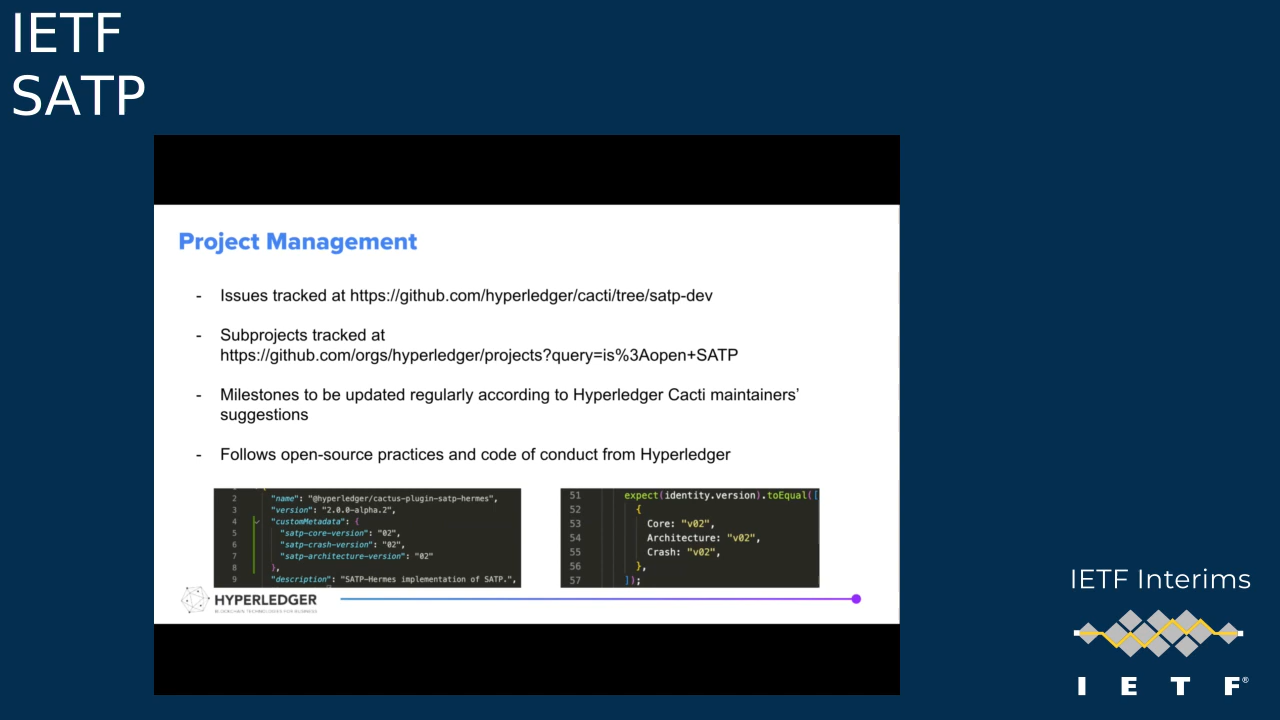 IETF
SATP
Project Management
- Issues tracked at https://github.com/hyperledger/cacti/tree/satp-dev
- Subprojects tracked at
https://github.com/orgs/hyperledger/projects?query=is%3Aopen+SATP
- Milestones to be updated regularly according to Hyperledger Cacti maintainers'
suggestions
- Follows open-source practices and code of conduct from Hyperledger
2 "name": "@hyperledger/cactus-plugin-satp-hermes",
3 "version": "2.0.0-alpha.2",
4 "customMetadata": {
5 "satp-core-version": "02",
6 "satp-crash-version": "02",
7 "satp-architecture-version": "02"
8 },
9 "description": "SATP-Hermes implementation of SATP.",
51 expect(identity.version).toEqual([
52 {
53 Core: "v02",
54 Architecture: "v02",
55 Crash: "v02",
56 },
57 ]);
HYPERLEDGER
BLOCKCHAIN TECHNOLOGIES FOR BUSINESS
IETF Interims
I E T F®